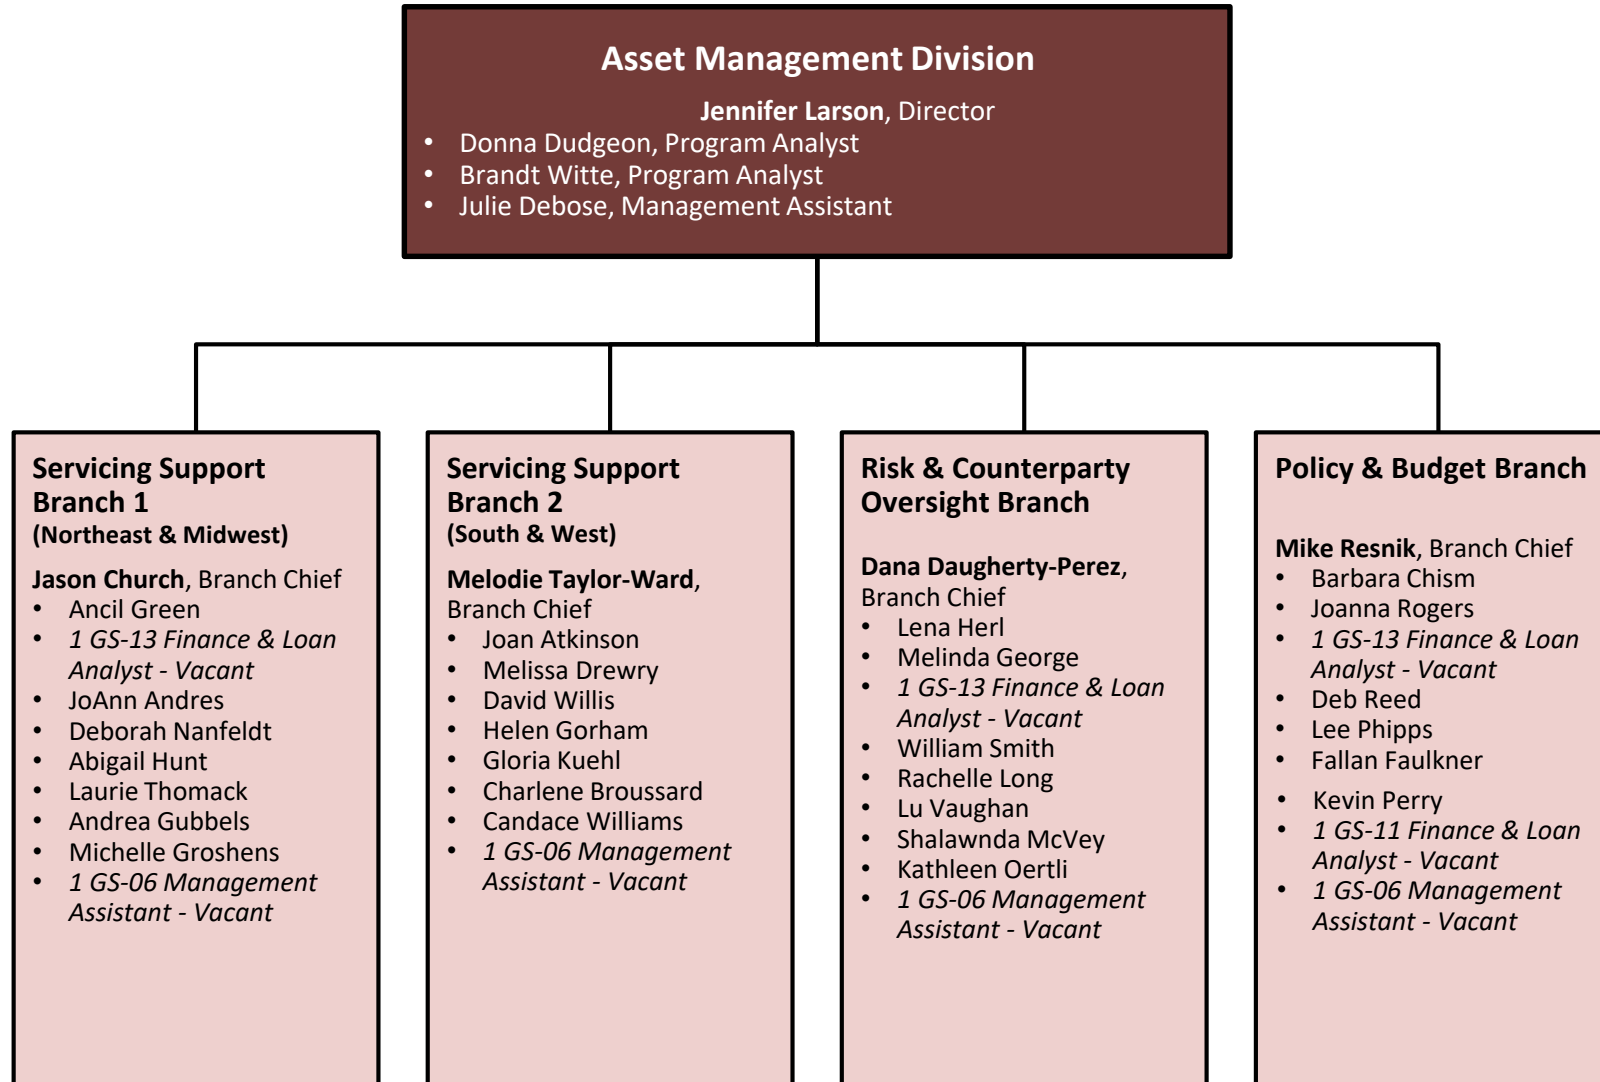 Asset Management Division
Jennifer Larson, Director
• Donna Dudgeon, Program Analyst
• Brandt Witte, Program Analyst
• Julie Debose, Management Assistant
Servicing Support
Branch 1
(Northeast & Midwest)
Jason Church, Branch Chief
• Ancil Green
• 1 GS-13 Finance & Loan
Analyst - Vacant
• JoAnn Andres
• Deborah Nanfeldt
• Abigail Hunt
• Laurie Thomack
• Andrea Gubbels
• Michelle Groshens
• 1 GS-06 Management
Assistant - Vacant
Servicing Support
Branch 2
(South & West)
Melodie Taylor-Ward,
Branch Chief
• Joan Atkinson
• Melissa Drewry
• David Willis
• Helen Gorham
• Gloria Kuehl
• Charlene Broussard
• Candace Williams
• 1 GS-06 Management
Assistant - Vacant
Risk & Counterparty
Oversight Branch
Dana Daugherty-Perez,
Branch Chief
• Lena Herl
• Melinda George
• 1 GS-13 Finance & Loan
Analyst - Vacant
• William Smith
• Rachelle Long
• Lu Vaughan
• Shalawnda McVey
• Kathleen Oertli
• 1 GS-06 Management
Assistant - Vacant
Policy & Budget Branch
Mike Resnik, Branch Chief
• Barbara Chism
• Joanna Rogers
• 1 GS-13 Finance & Loan
Analyst - Vacant
• Deb Reed
• Lee Phipps
• Fallan Faulkner
• Kevin Perry
• 1 GS-11 Finance & Loan
Analyst - Vacant
• 1 GS-06 Management
Assistant - Vacant